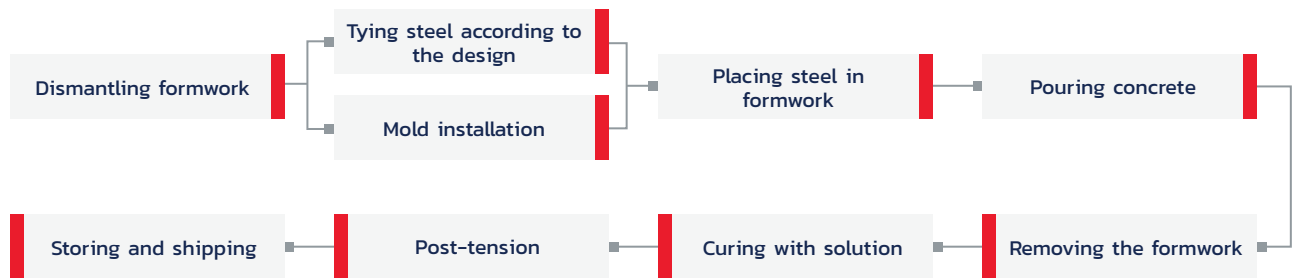 Dismantling formwork
Tying steel according to
the design
Mold installation
Placing steel in
formwork
Pouring concrete
Removing the formwork
Curing with solution
Post-tension
Storing and shipping